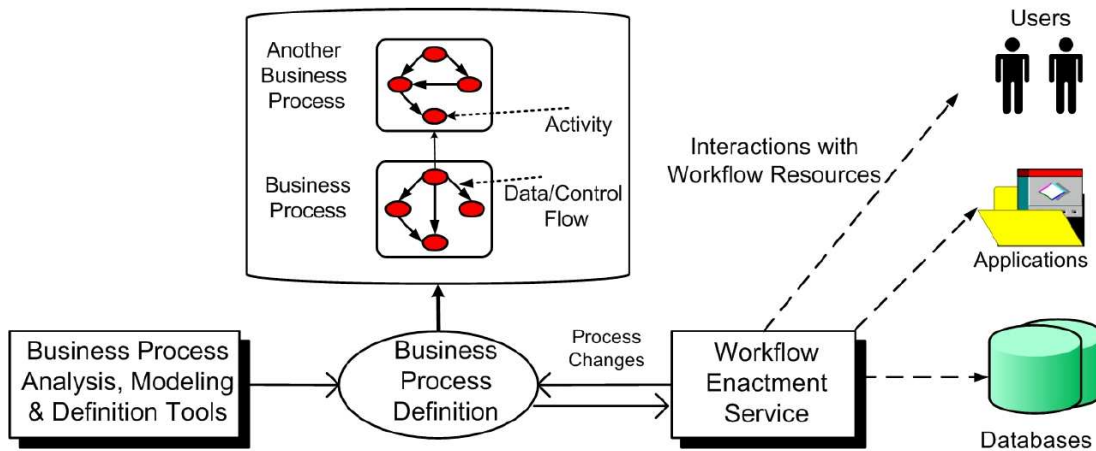 Users
Another
Business
Process
Activity
Interactions with
Workflow Resources
Business
Process
Data/Control
Flow
Applications
Business Process
Analysis, Modeling
& Definition Tools
Business
Process
Definition
Process
Changes
Workflow
Enactment
Service
Databases